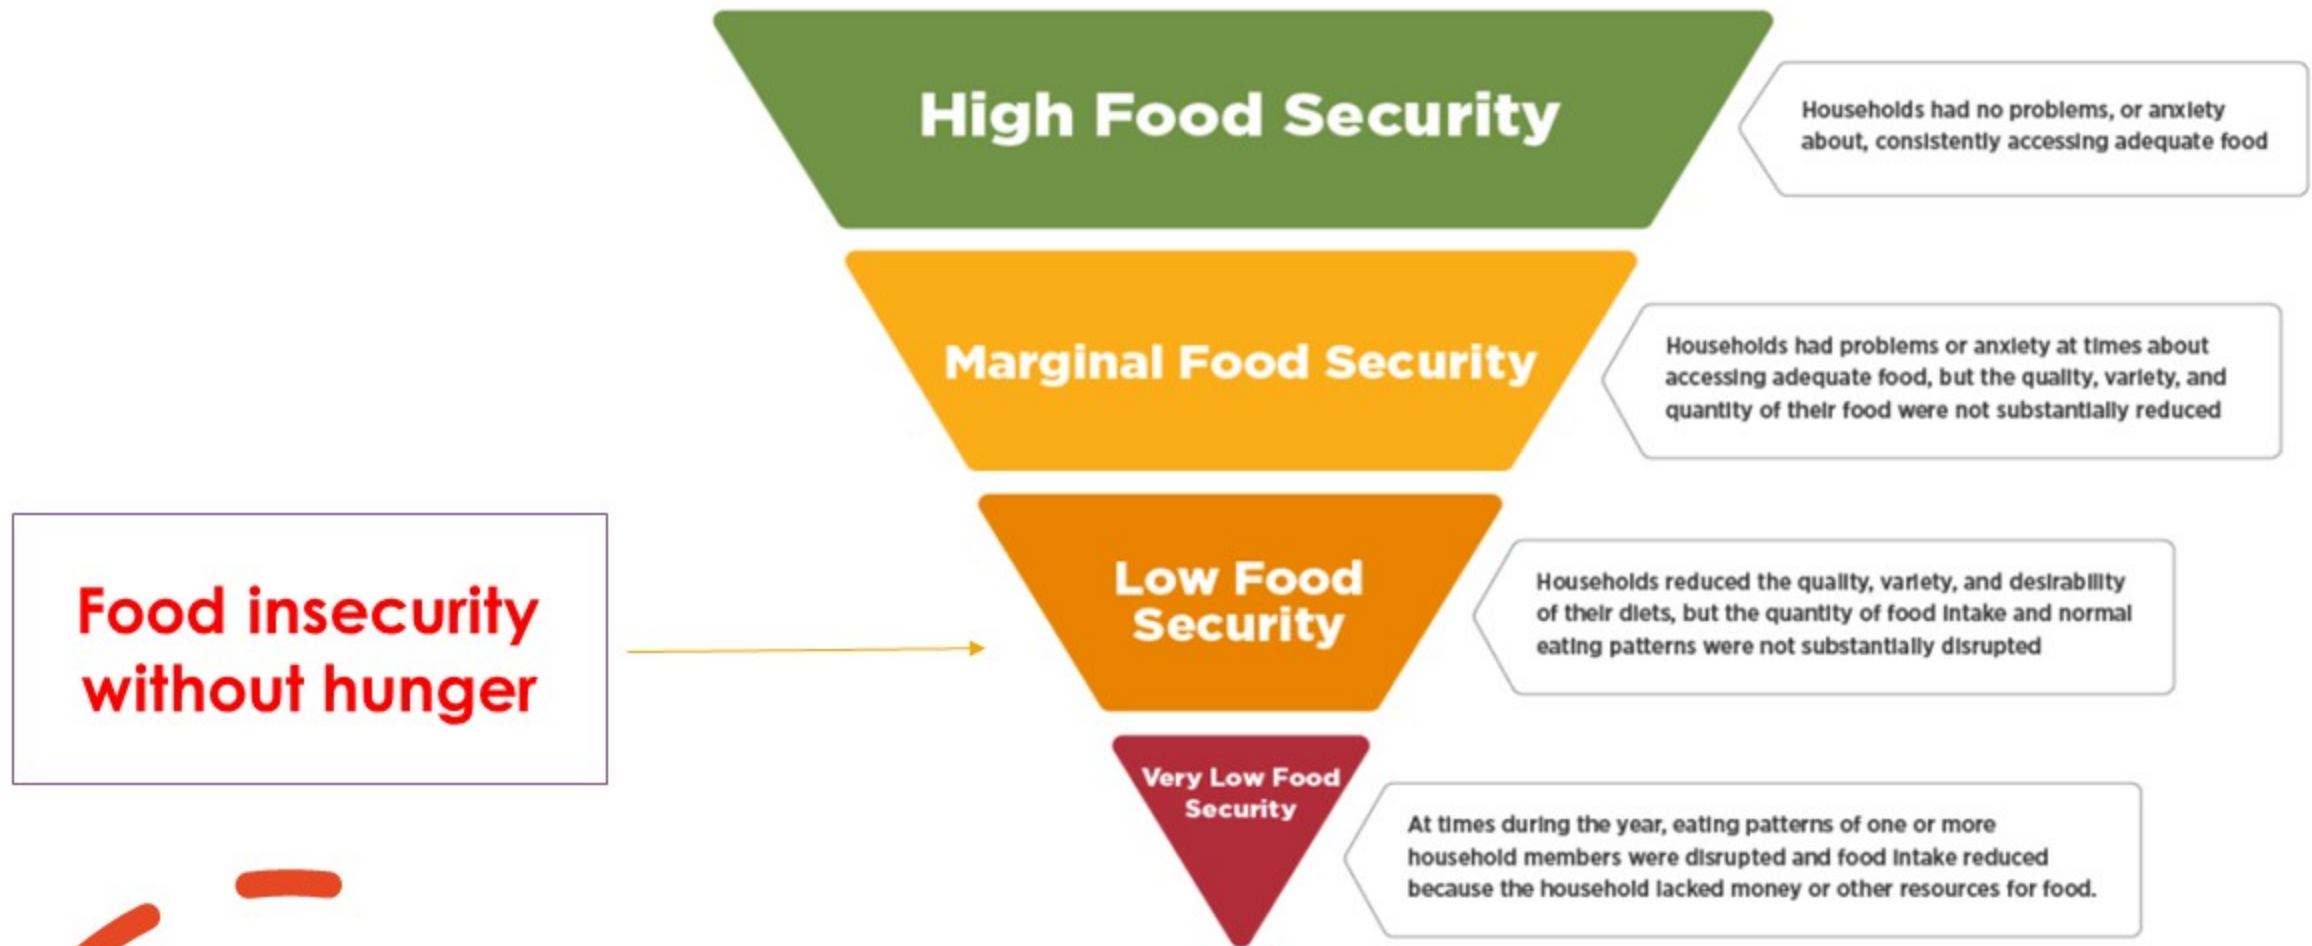 High Food Security
Households had no problems, or anxiety
about, consistently accessing adequate food
Marginal Food Security
Households had problems or anxiety at times about
accessing adequate food, but the quality, variety, and
quantity of their food were not substantially reduced
Food insecurity
without hunger
Low Food
Security
Households reduced the quality, variety, and desirability
of their diets, but the quantity of food intake and normal
eating patterns were not substantially disrupted
Very Low Food
Security
At times during the year, eating patterns of one or more
household members were disrupted and food intake reduced
because the household lacked money or other resources for food.